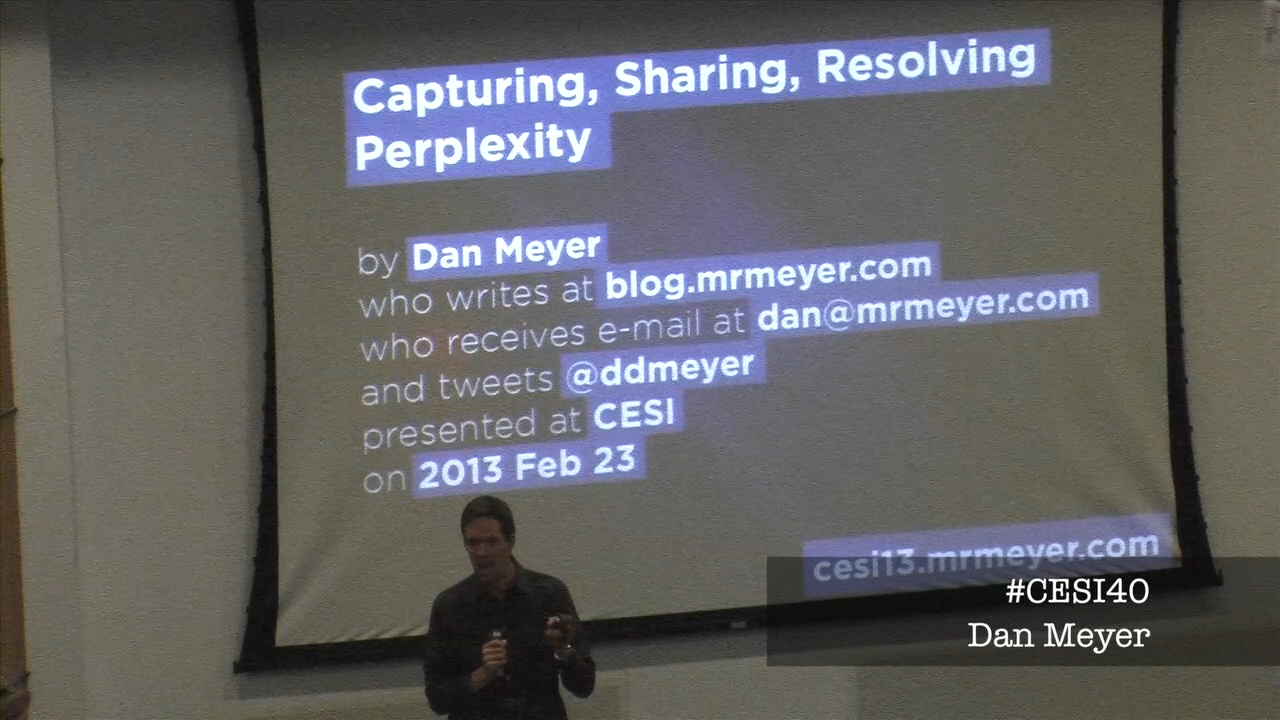 Capturing, Sharing, Resolving
Perplexity
by Dan Meyer
who writes at blog.mrmeyer.com
who receives e-mail at dan@mrmeyer.com
and tweets @ddmeyer
presented at CESI
on 2013 Feb 23
cesi13.mrmeyer.com
#CESI40
Dan Meyer